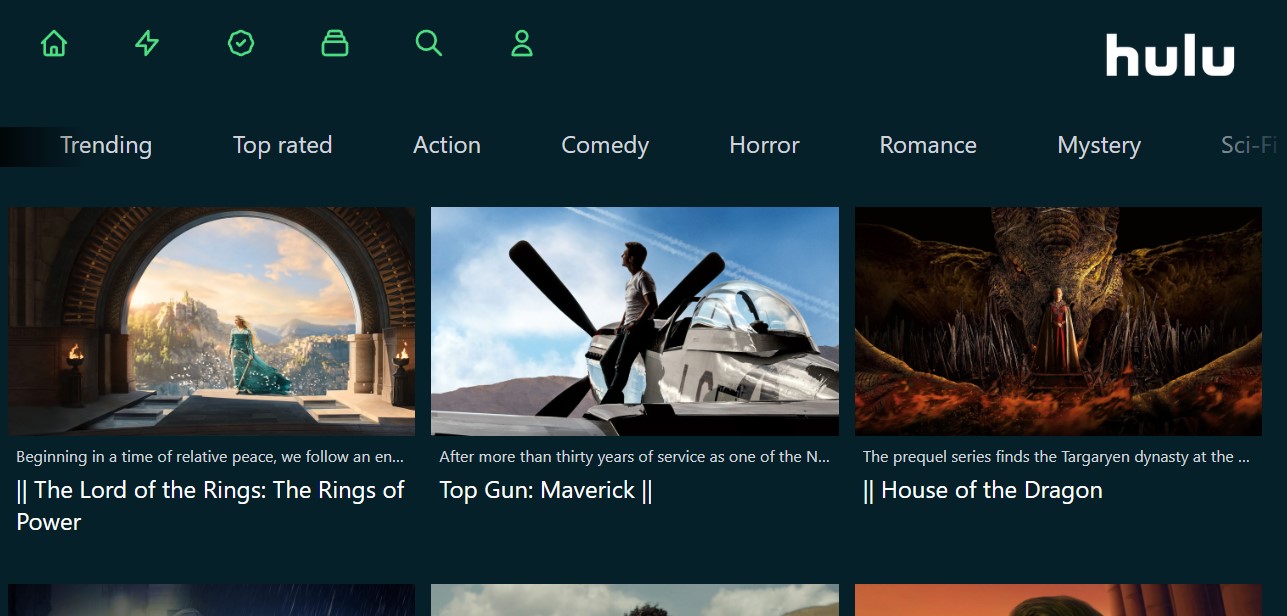 hulu
Trending Top rated Action Comedy Horror Romance Mystery Sci-Fi
Beginning in a time of relative peace, we follow an en...
|| The Lord of the Rings: The Rings of
Power
After more than thirty years of service as one of the N...
Top Gun: Maverick ||
The prequel series finds the Targaryen dynasty at the ...
|| House of the Dragon